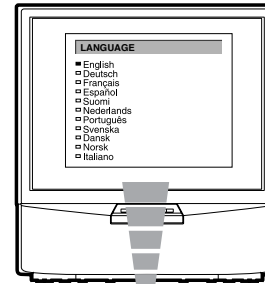 LANGUAGE
English
Deutsch
Français
Español
Suomi
Nederlands
Português
Svenska
Dansk
Norsk
Italiano